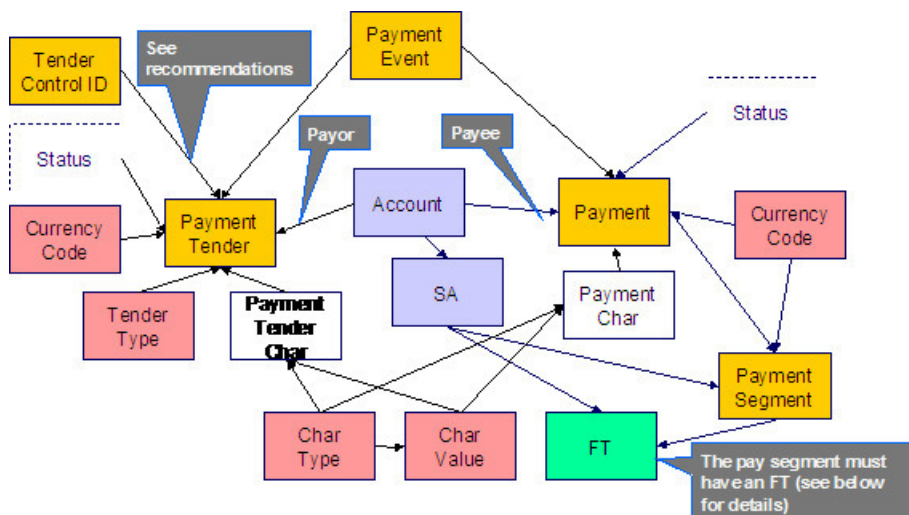 Tender
Control ID
See
recommendations
Payment
Event
Status
Payor
Payee
Status
Currency
Code
Payment
Tender
Account
Payment
Currency
Code
Tender
Type
Payment
Tender
Char
SA
Payment
Char
Payment
Segment
Char
Type
Char
Value
FT
The pay segment must
have an FT (see below
for details)